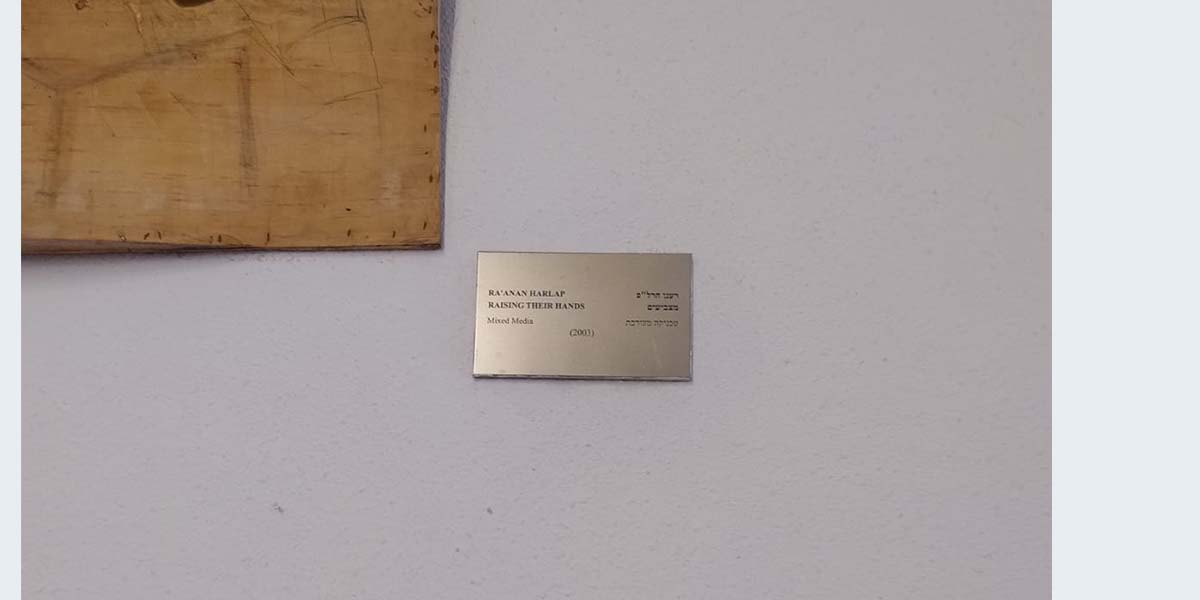 RA'ANAN HARLAP
RAISING THEIR HANDS
Mixed Media
(2003)
רענן הרל"פ
מצביעים
טכניקה מעורבת